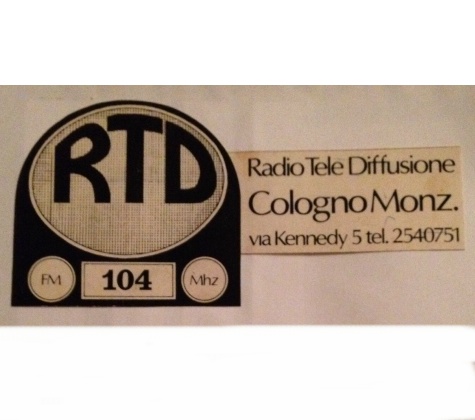 RTD
FM 104 Mhz
Radio Tele Diffusione
Cologno Monz.
via Kennedy 5 tel. 2540751